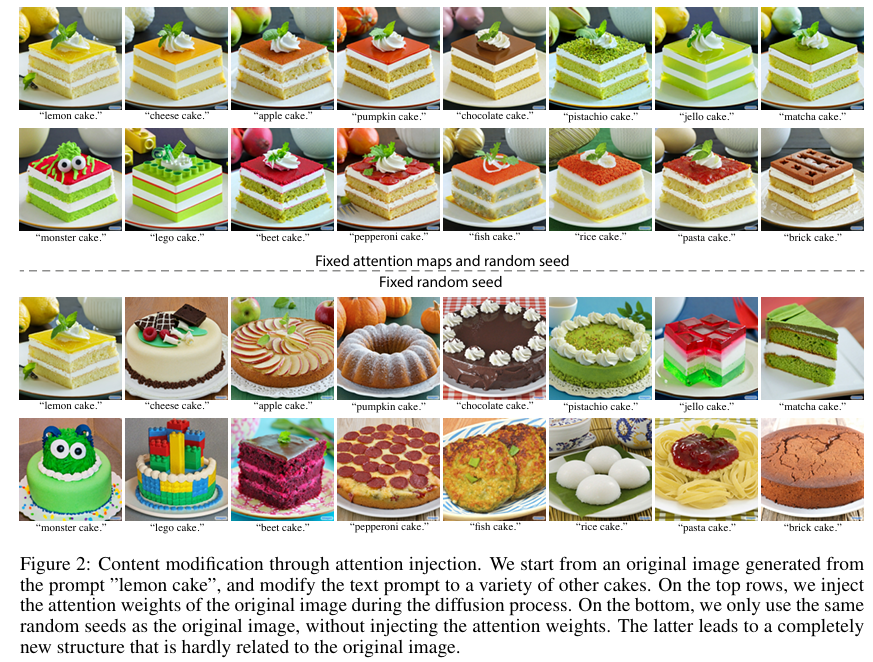 “lemon cake.” “cheese cake.” “apple cake.” “pumpkin cake.” “chocolate cake.” “pistachio cake.” “jello cake.” “matcha cake.”
“monster cake.” “lego cake.” “beet cake.” “pepperoni cake.” “fish cake.” “rice cake.” “pasta cake.” “brick cake.”
Fixed attention maps and random seed
Fixed random seed
“lemon cake.” “cheese cake.” “apple cake.” “pumpkin cake.” “chocolate cake.” “pistachio cake.” “jello cake.” “matcha cake.”
“monster cake.” “lego cake.” “beet cake.” “pepperoni cake.” “fish cake.” “rice cake.” “pasta cake.” “brick cake.”
Figure 2: Content modification through attention injection. We start from an original image generated from
the prompt ”lemon cake”, and modify the text prompt to a variety of other cakes. On the top rows, we inject
the attention weights of the original image during the diffusion process. On the bottom, we only use the same
random seeds as the original image, without injecting the attention weights. The latter leads to a completely
new structure that is hardly related to the original image.